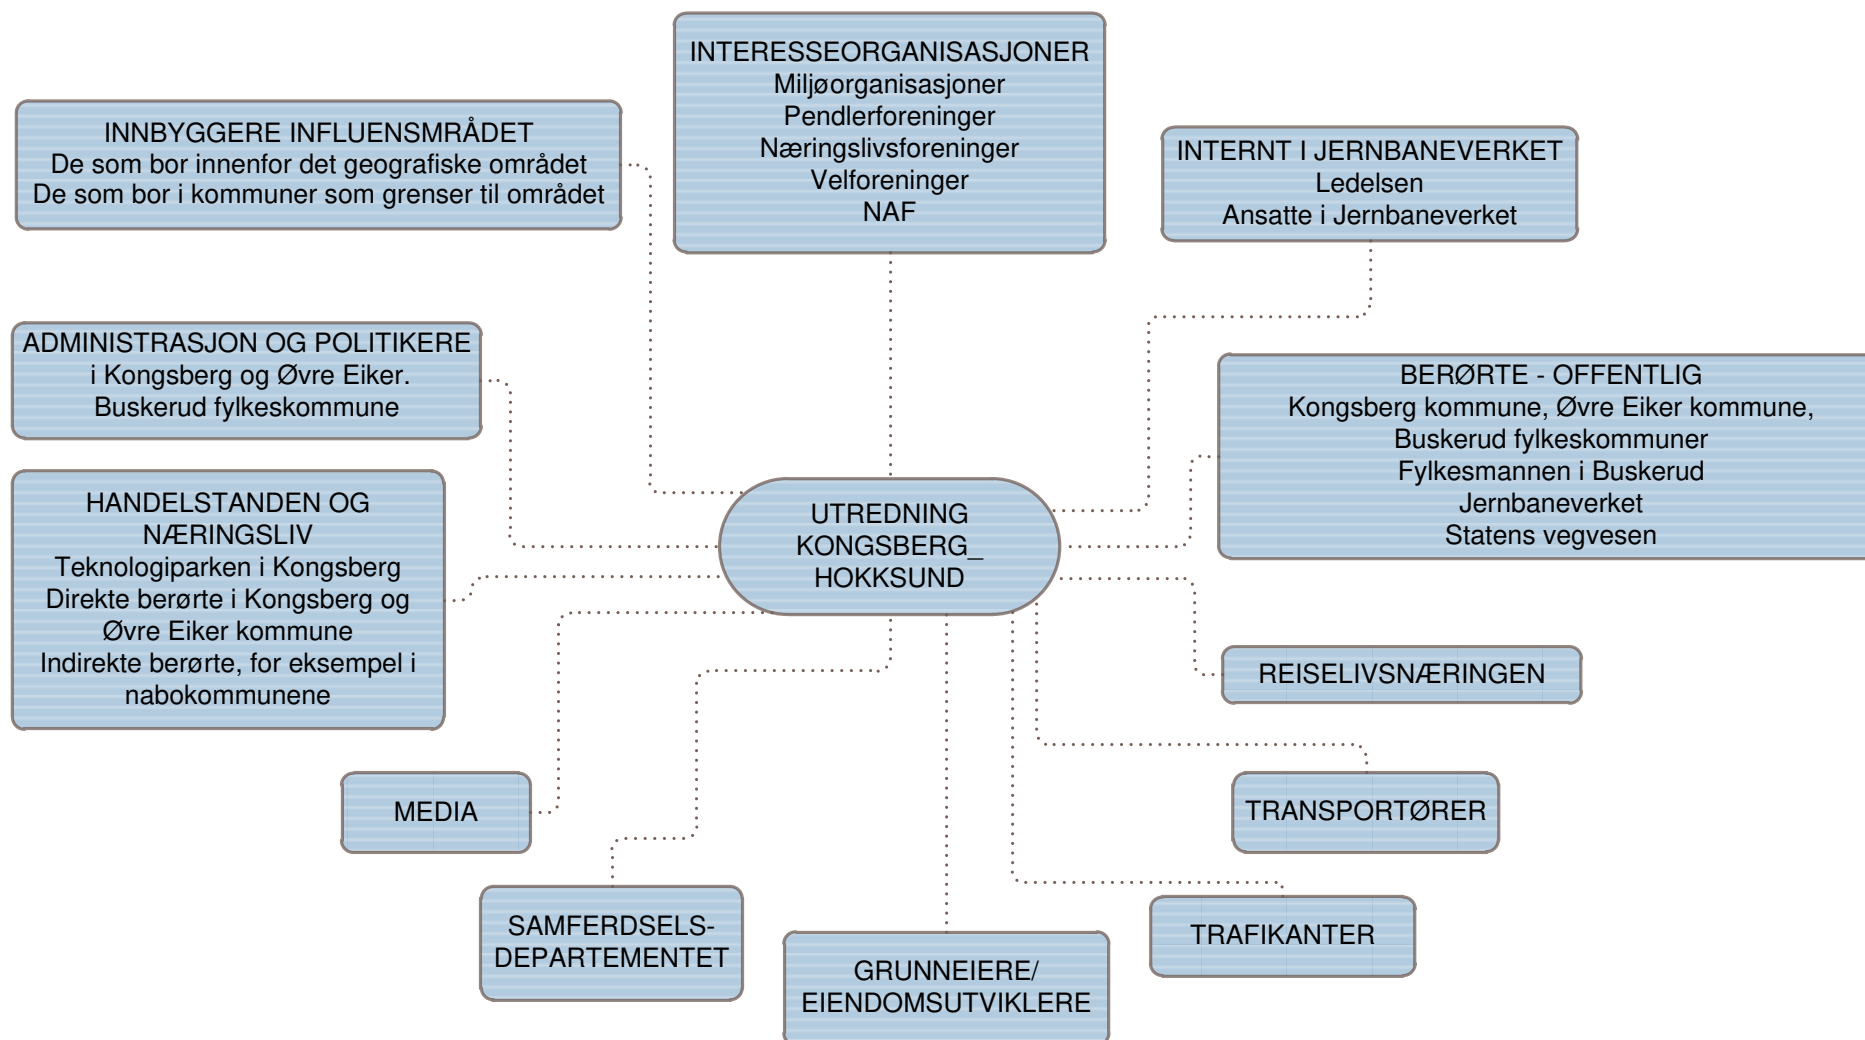 INTERESSEORGANISASJONER
Miljøorganisasjoner
Pendlerforeninger
Næringslivsforeninger
Velforeninger
NAF
INNBYGGERE INFLUENSMRÅDET
De som bor innenfor det geografiske området
De som bor i kommuner som grenser til området
INTERNT I JERNBANEVERKET
Ledelsen
Ansatte i Jernbaneverket
ADMINISTRASJON OG POLITIKERE
i Kongsberg og Øvre Eiker.
Buskerud fylkeskommune
BERØRTE - OFFENTLIG
Kongsberg kommune, Øvre Eiker kommune,
Buskerud fylkeskommuner
Fylkesmannen i Buskerud
Jernbaneverket
Statens vegvesen
HANDELSTANDEN OG
NÆRINGSLIV
Teknologiparken i Kongsberg
Direkte berørte i Kongsberg og
Øvre Eiker kommune
Indirekte berørte, for eksempel i
nabokommunene
UTREDNING
KONGSBERG_
HOKKSUND
REISELIVSNÆRINGEN
MEDIA
TRANSPORTØRER
SAMFERDSELS-
DEPARTEMENTET
TRAFIKANTER
GRUNNEIERE/
EIENDOMSUTVIKLERE